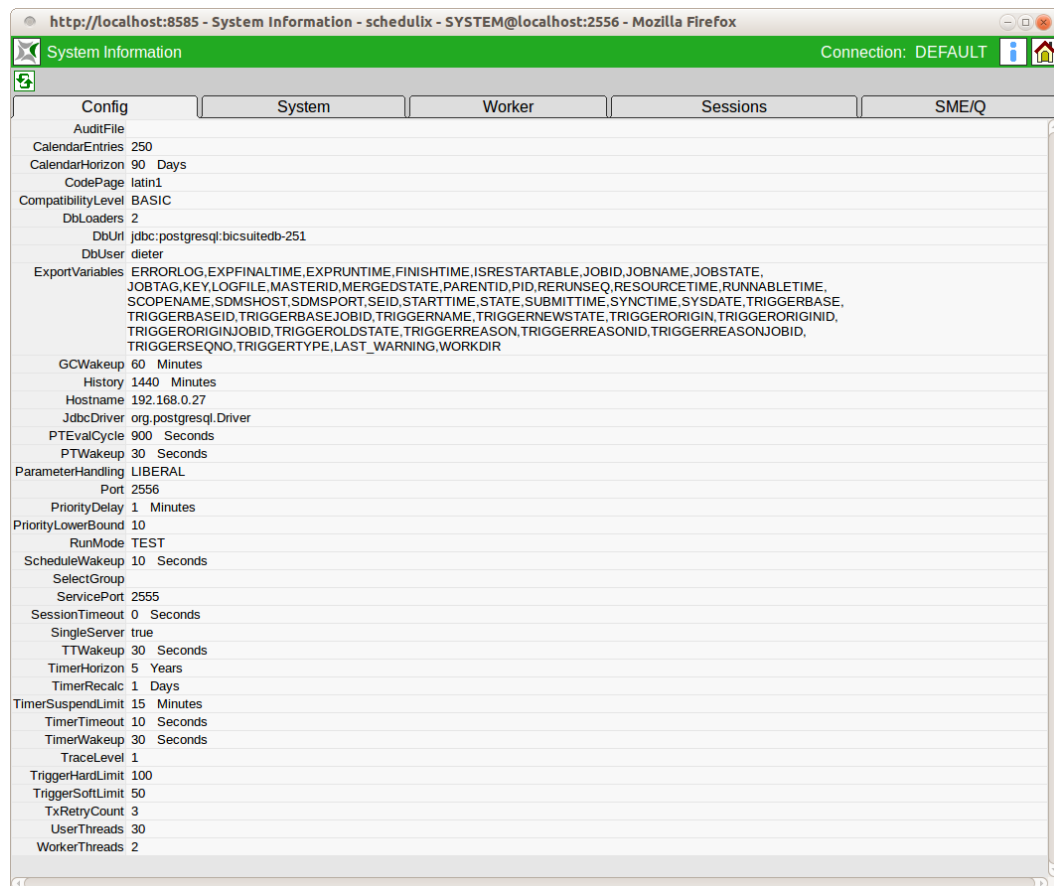 http://localhost:8585 - System Information - schedulix - SYSTEM@localhost:2556 - Mozilla Firefox
System Information Connection: DEFAULT
Config System Worker Sessions SME/Q
AuditFile
CalendarEntries 250
CalendarHorizon 90 Days
CodePage latin1
CompatibilityLevel BASIC
DbLoaders 2
DbUrl jdbc:postgresql:bicsuitedb-251
DbUser dieter
ExportVariables ERRORLOG,EXPFINALTIME,EXPRUNTIME,FINISHTIME,ISRESTARTABLE,JOBID,JOBNAME,JOBSTATE,
JOBTAG,KEY,LOGFILE,MASTERID,MERGEDSTATE,PARENTID,PID,RERUNSEQ,RESOURCETIME,RUNNABLETIME,
SCOPENAME,SDMSHOST,SDMSPORT,SEID,STARTTIME,STATE,SUBMITTIME,SYNCTIME,SYSDATE,TRIGGERBASE,
TRIGGERBASEID,TRIGGERBASEJOBID,TRIGGERNAME,TRIGGERNEWSTATE,TRIGGERORIGIN,TRIGGERORIGINID,
TRIGGERORIGINJOBID,TRIGGEROLDSTATE,TRIGGERREASON,TRIGGERREASONID,TRIGGERREASONJOBID,
TRIGGERSEQNO,TRIGGERTYPE,LAST_WARNING,WORKDIR
GCWakeup 60 Minutes
History 1440 Minutes
Hostname 192.168.0.27
JdbcDriver org.postgresql.Driver
PTEvalCycle 900 Seconds
PTWakeup 30 Seconds
ParameterHandling LIBERAL
Port 2556
PriorityDelay 1 Minutes
PriorityLowerBound 10
RunMode TEST
ScheduleWakeup 10 Seconds
SelectGroup
ServicePort 2555
SessionTimeout 0 Seconds
SingleServer true
TTWakeup 30 Seconds
TimerHorizon 5 Years
TimerRecalc 1 Days
TimerSuspendLimit 15 Minutes
TimerTimeout 10 Seconds
TimerWakeup 30 Seconds
TraceLevel 1
TriggerHardLimit 100
TriggerSoftLimit 50
TxRetryCount 3
UserThreads 30
WorkerThreads 2